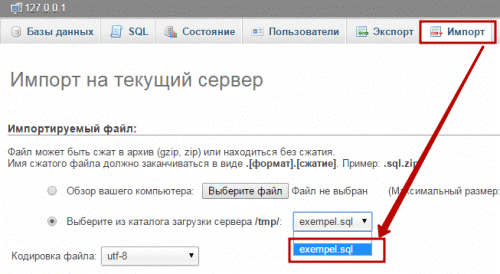 127.0.0.1
Базы данных SQL Состояние Пользователи Экспорт Импорт
Импорт на текущий сервер
Импортируемый файл:
Файл может быть сжат в архив (gzip, zip) или находиться без сжатия.
Имя сжатого файла должно заканчиваться в виде .[формат].[сжатие]. Пример: .sql.zip
Обзор вашего компьютера: Выберите файл Файл не выбран (Максимальный размер:
Выберите из каталога загрузки сервера /tmp/: exempel.sql
exempel.sql
Кодировка файла: utf-8